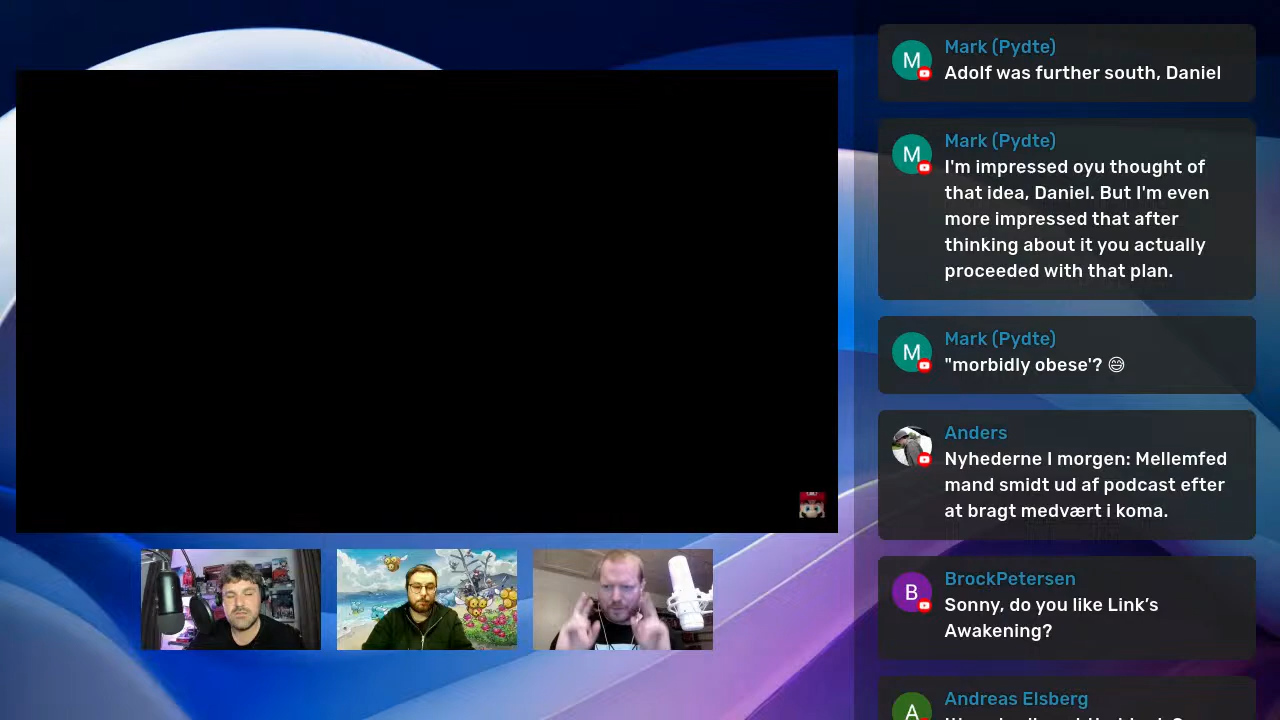 Mark (Pydte)
Adolf was further south, Daniel
Mark (Pydte)
I'm impressed oyu thought of
that idea, Daniel. But I'm even
more impressed that after
thinking about it you actually
proceeded with that plan.
Mark (Pydte)
"morbidly obese'? 😅
Anders
Nyhederne I morgen: Mellemfed
mand smidt ud af podcast efter
at bragt medvært i koma.
BrockPetersen
Sonny, do you like Link’s
Awakening?
Andreas Elsberg